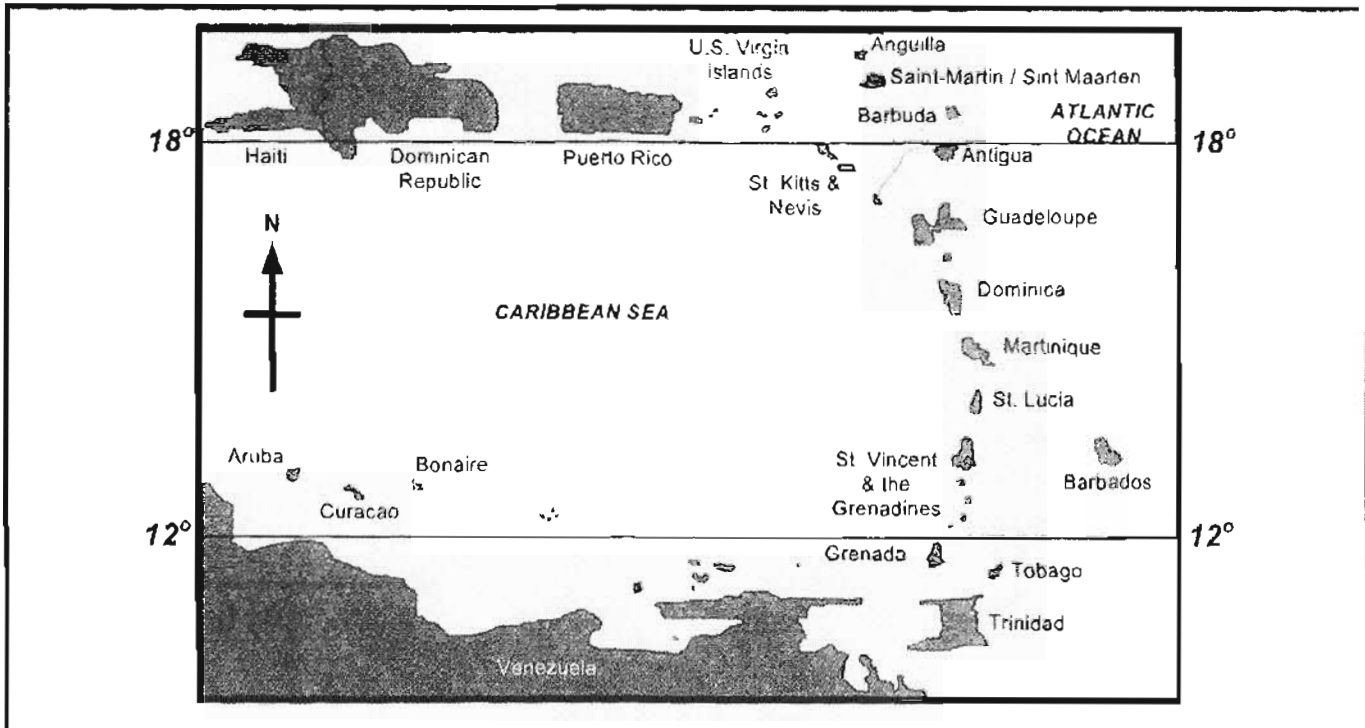 U.S. Virgin
islands
Anguilla
Saint-Martin / Sint Maarten
Barbuda
ATLANTIC
OCEAN
18°
18°
Haiti
Dominican
Republic
Puerto Rico
St. Kitts &
Nevis
Antigua
N
Guadeloupe
Dominica
CARIBBEAN SEA
Martinique
St. Lucia
Aruba
Bonaire
Curacao
St. Vincent
& the
Grenadines
Barbados
12°
12°
Grenada
Tobago
Trinidad
Venezuela